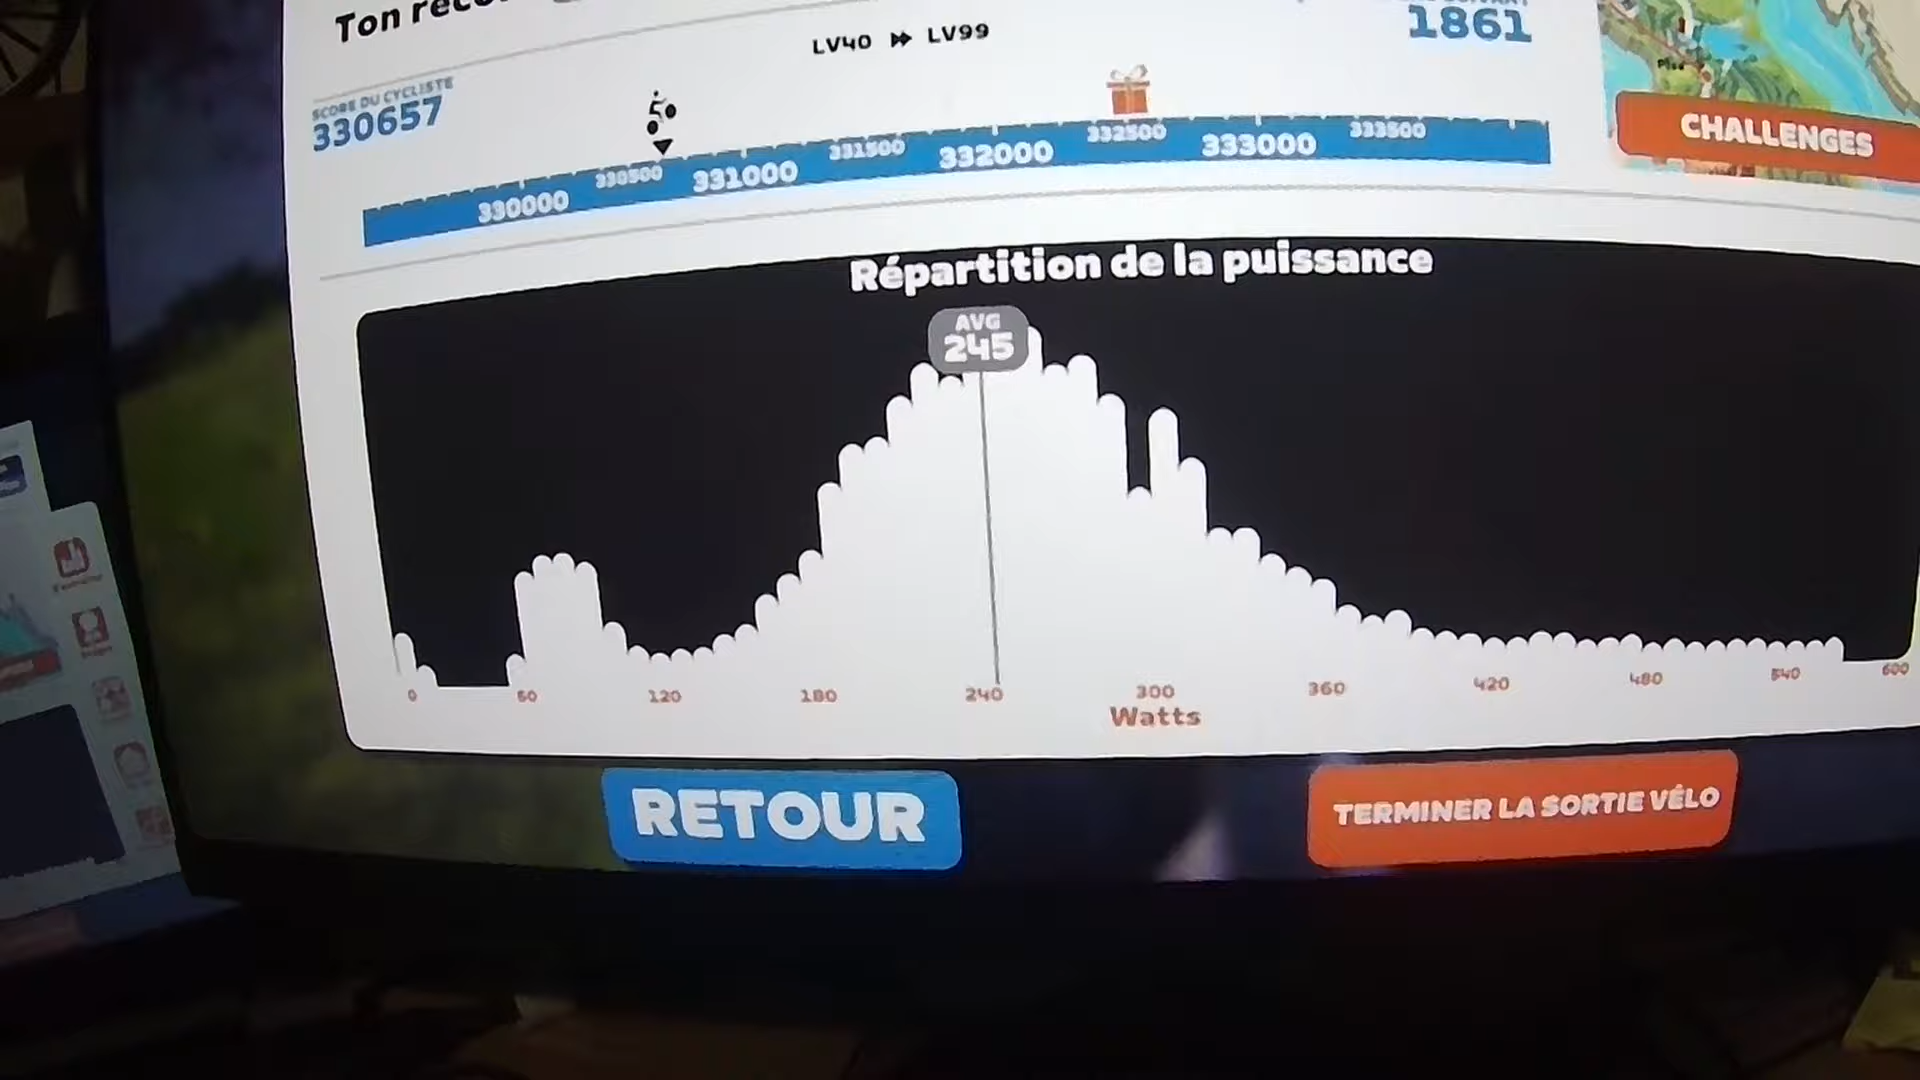 Ton
LV40 LV99
1861
SCORE DU CYCLISTE
330657
330000 330500 331000 331500 332000 332500 333000 333500
CHALLENGES
Répartition de la puissance
AVG
245
0 60 120 180 240 300 360 420 480 540 600
Watts
RETOUR
TERMINER LA SORTIE VÉLO